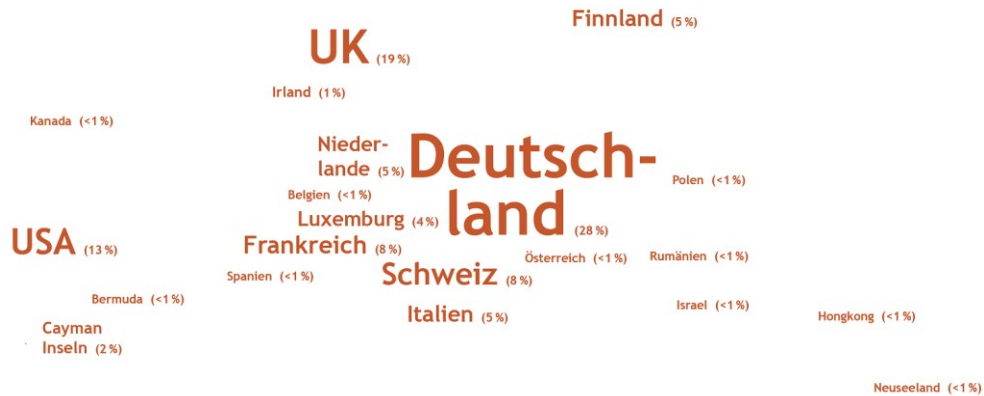 Finnland (5 %)
UK (19 %)
Irland (1 %)
Kanada (<1 %)
Nieder-
lande (5 %)
Deutsch-
land (28 %)
Polen (<1 %)
Belgien (<1 %)
Luxemburg (4 %)
USA (13 %)
Frankreich (8 %)
Österreich (<1 %)
Rumänien (<1 %)
Spanien (<1 %)
Schweiz (8 %)
Bermuda (<1 %)
Italien (5 %)
Israel (<1 %)
Hongkong (<1 %)
Cayman
Inseln (2 %)
Neuseeland (<1 %)